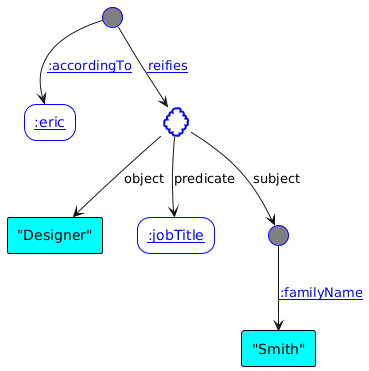 :accordingTo
reifies
:eric
object
predicate
subject
"Designer"
:jobTitle
:familyName
"Smith"